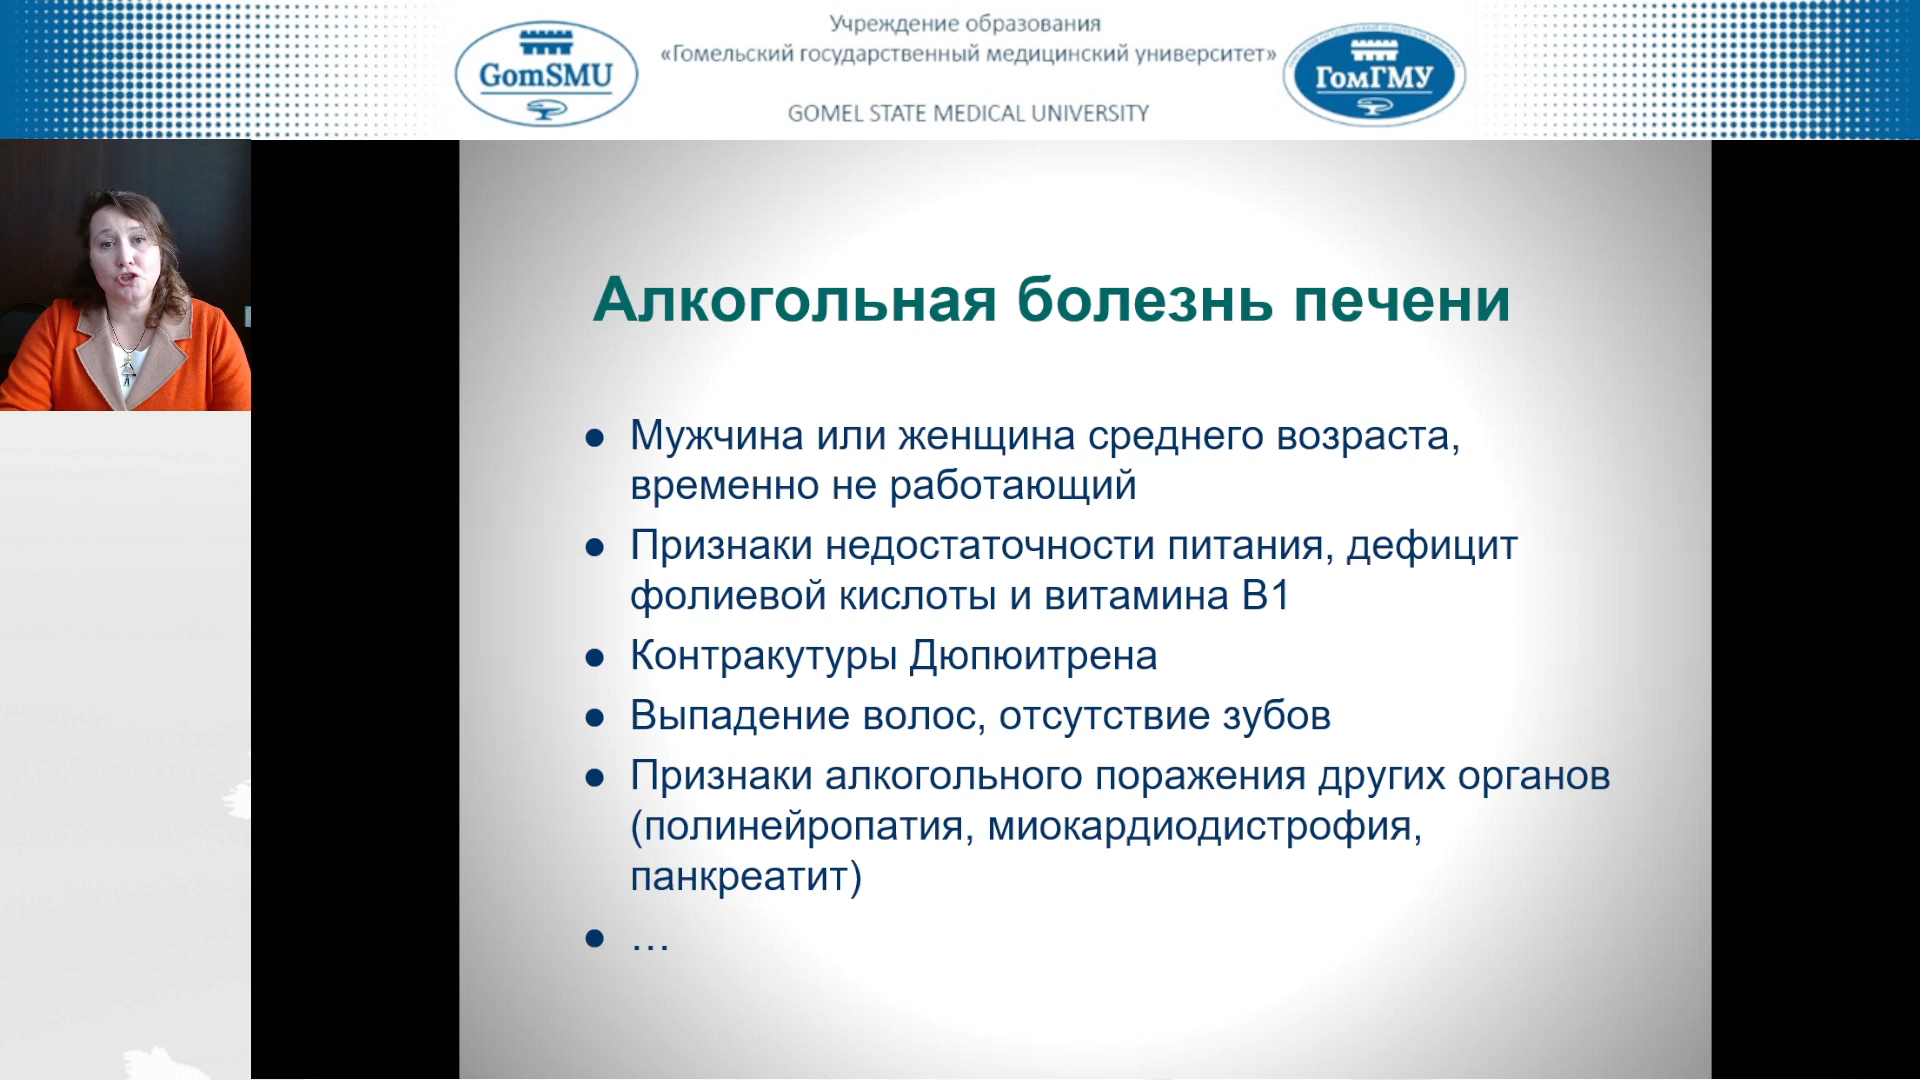 Учреждение образования
«Гомельский государственный медицинский университет»
GOMEL STATE MEDICAL UNIVERSITY
GomSMU
ГомГМУ
Алкогольная болезнь печени
● Мужчина или женщина среднего возраста,
временно не работающий
● Признаки недостаточности питания, дефицит
фолиевой кислоты и витамина В1
● Контракутуры Дюпюитрена
● Выпадение волос, отсутствие зубов
● Признаки алкогольного поражения других органов
(полинейропатия, миокардиодистрофия,
панкреатит)
● …